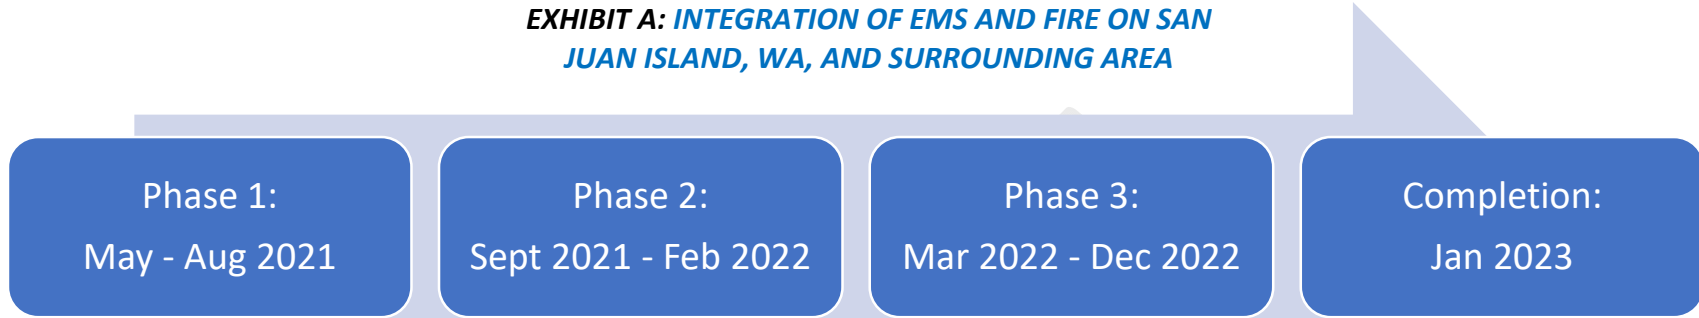 EXHIBIT A: INTEGRATION OF EMS AND FIRE ON SAN
JUAN ISLAND, WA, AND SURROUNDING AREA
Phase 1:
May - Aug 2021
Phase 2:
Sept 2021 - Feb 2022
Phase 3:
Mar 2022 - Dec 2022
Completion:
Jan 2023